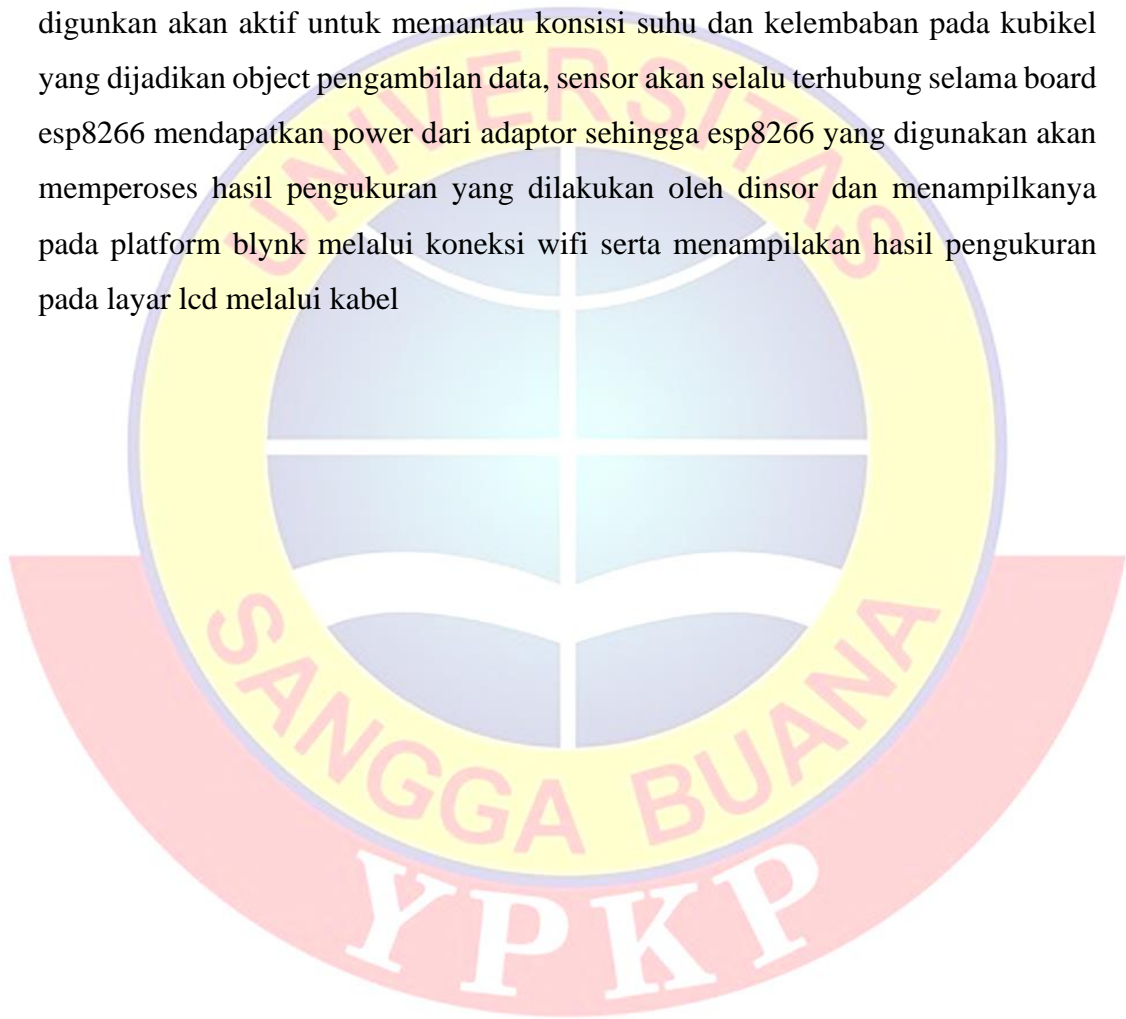 digunkan akan aktif untuk memantau konsisi suhu dan kelembaban pada kubikel
yang dijadikan object pengambilan data, sensor akan selalu terhubung selama board
esp8266 mendapatkan power dari adaptor sehingga esp8266 yang digunakan akan
memperoses hasil pengukuran yang dilakukan oleh dinsor dan menampilkanya
pada platform blynk melalui koneksi wifi serta menampilakan hasil pengukuran
pada layar lcd melalui kabel
UNIVERSITAS
SANGGA BUANA
YPKP